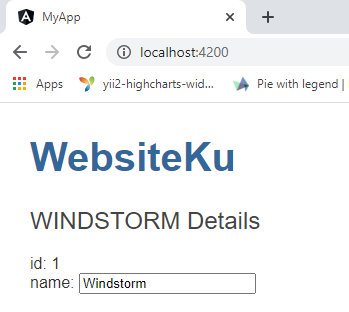 MyApp
localhost:4200
Apps yii2-highcharts-wid... Pie with legend |
WebsiteKu
WINDSTORM Details
id: 1
name: Windstorm